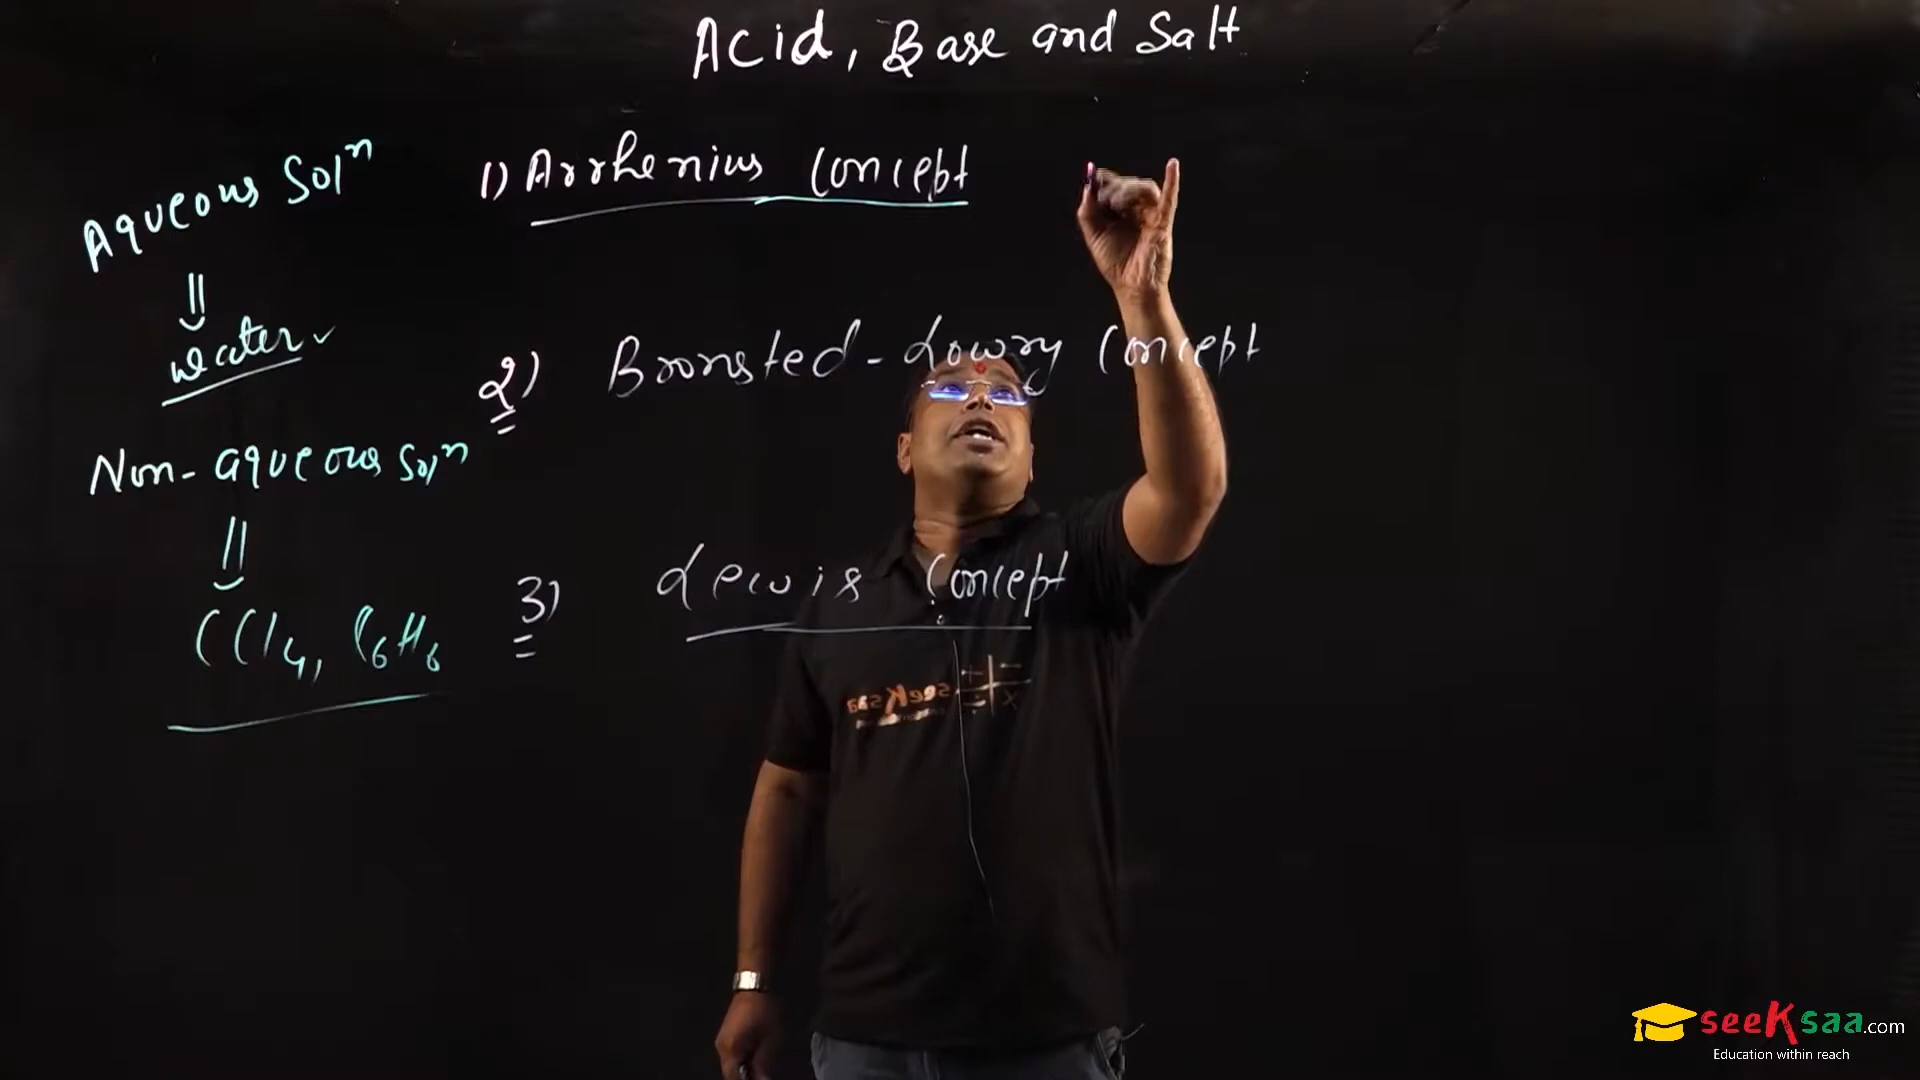 Acid, Base and Salt
Aqueous Solⁿ
water ✓
Non-aqueous Solⁿ
CCl₄, C₆H₆
1) Arrhenius Concept
2) Bronsted-Lowry Concept
3) Lewis Concept
seeKsaa
seeKsaa.com
Education within reach